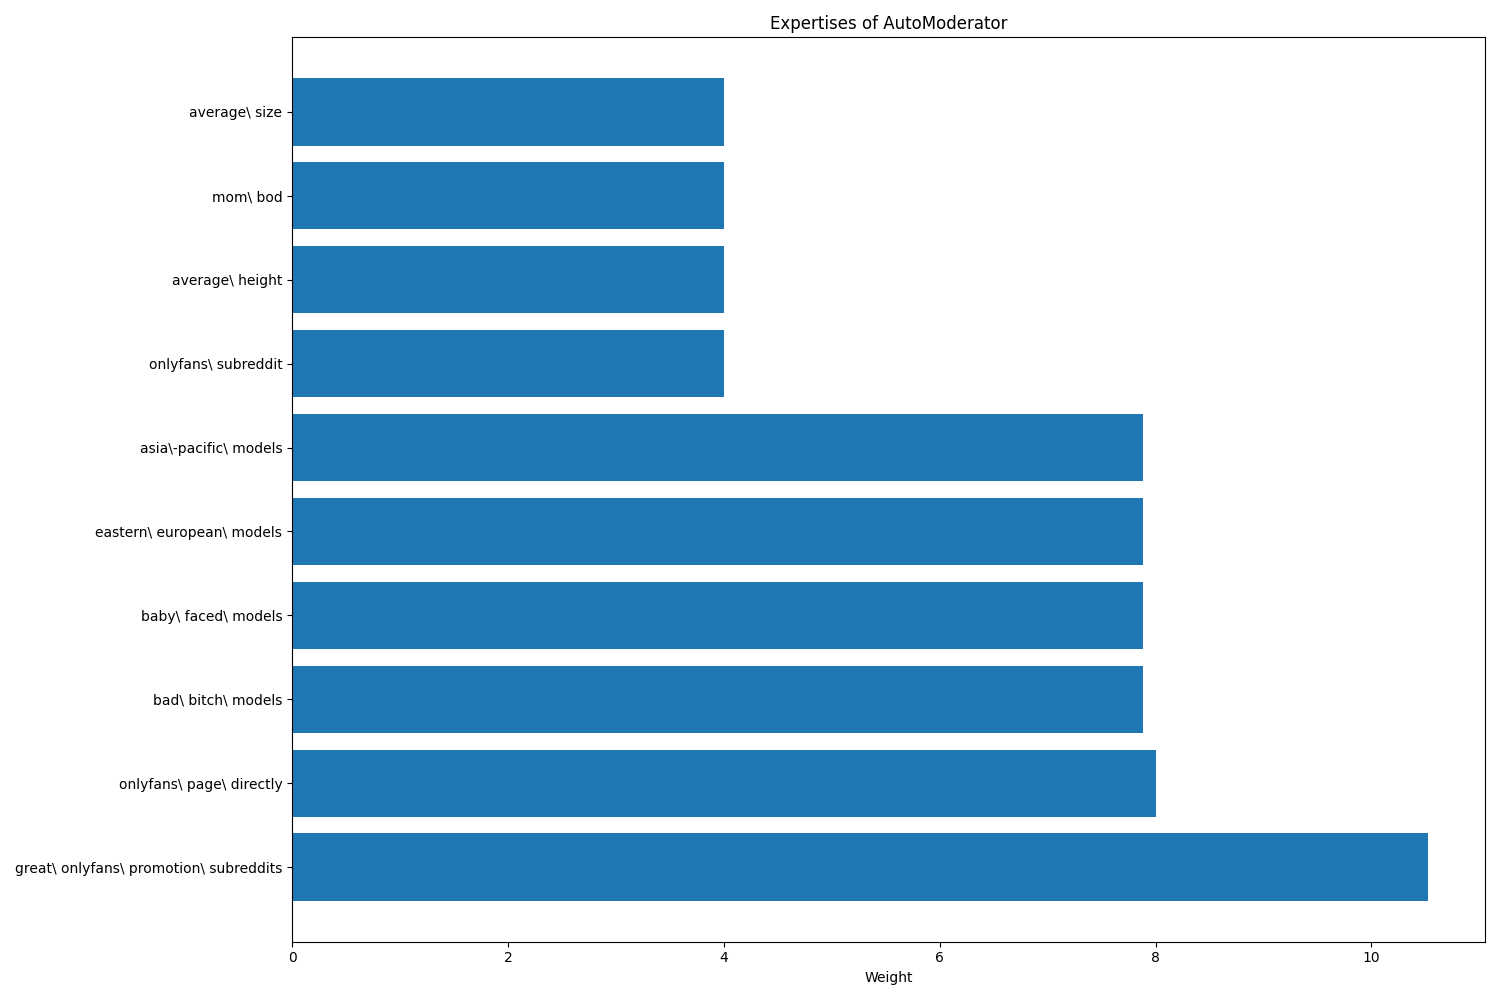 Expertises of AutoModerator
average\ size
mom\ bod
average\ height
onlyfans\ subreddit
asia\-pacific\ models
eastern\ european\ models
baby\ faced\ models
bad\ bitch\ models
onlyfans\ page\ directly
great\ onlyfans\ promotion\ subreddits
0 2 4 6 8 10
Weight